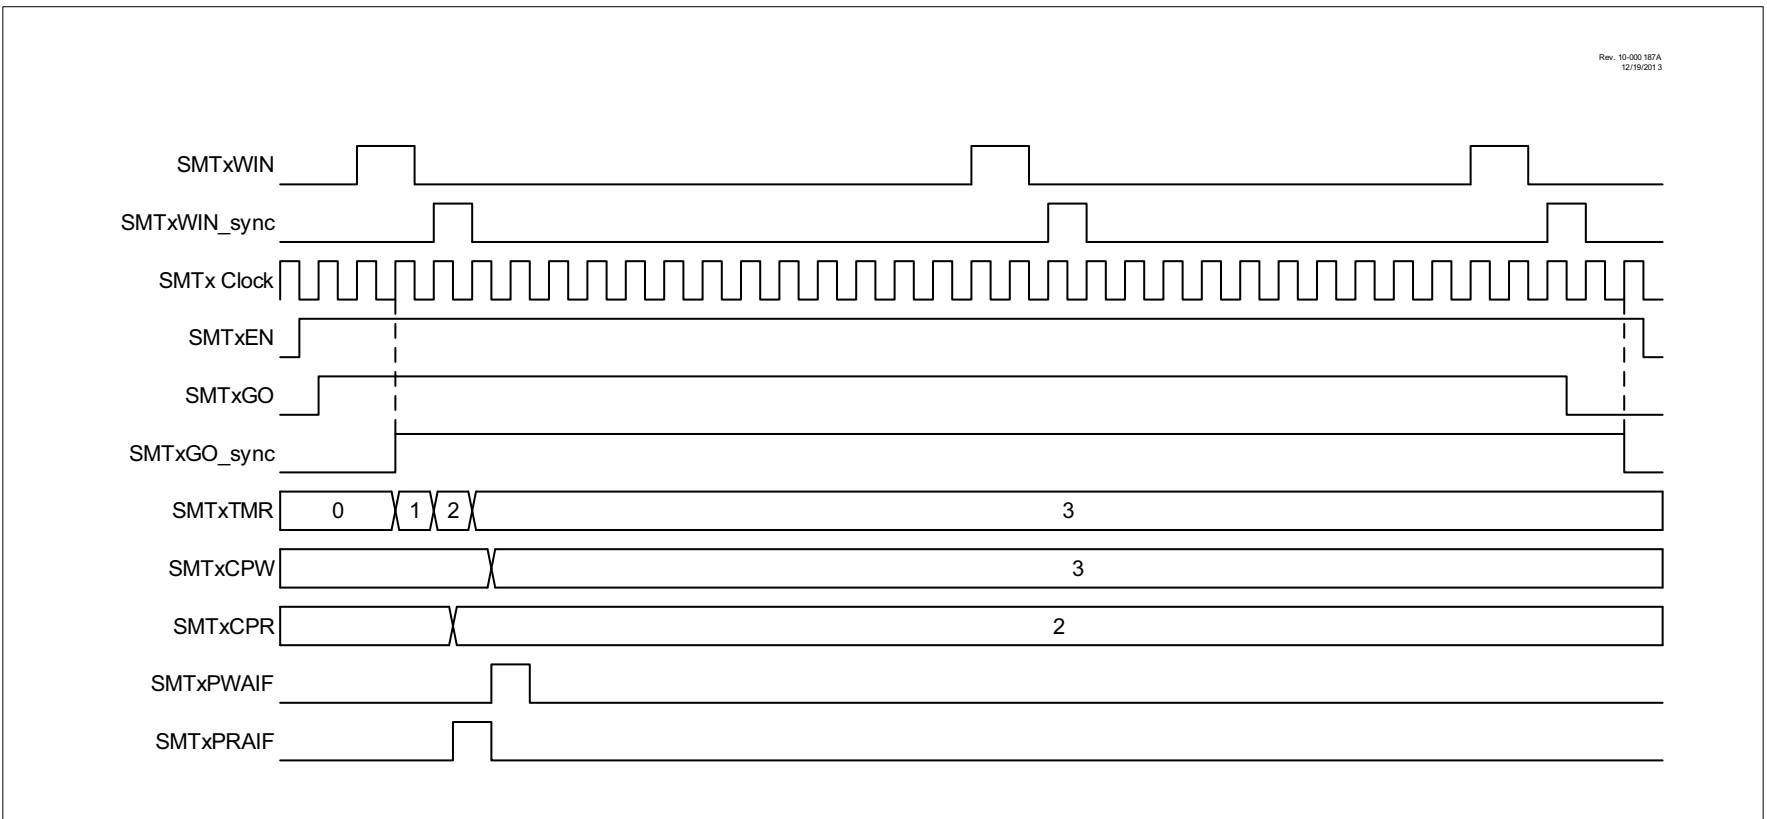 Rev. 10-000 187A
12/19/201 3
SMTxWIN
SMTxWIN_sync
SMTx Clock
SMTxEN
SMTxGO
SMTxGO_sync
SMTxTMR 0 1 2 3
SMTxCPW 3
SMTxCPR 2
SMTxPWAIF
SMTxPRAIF